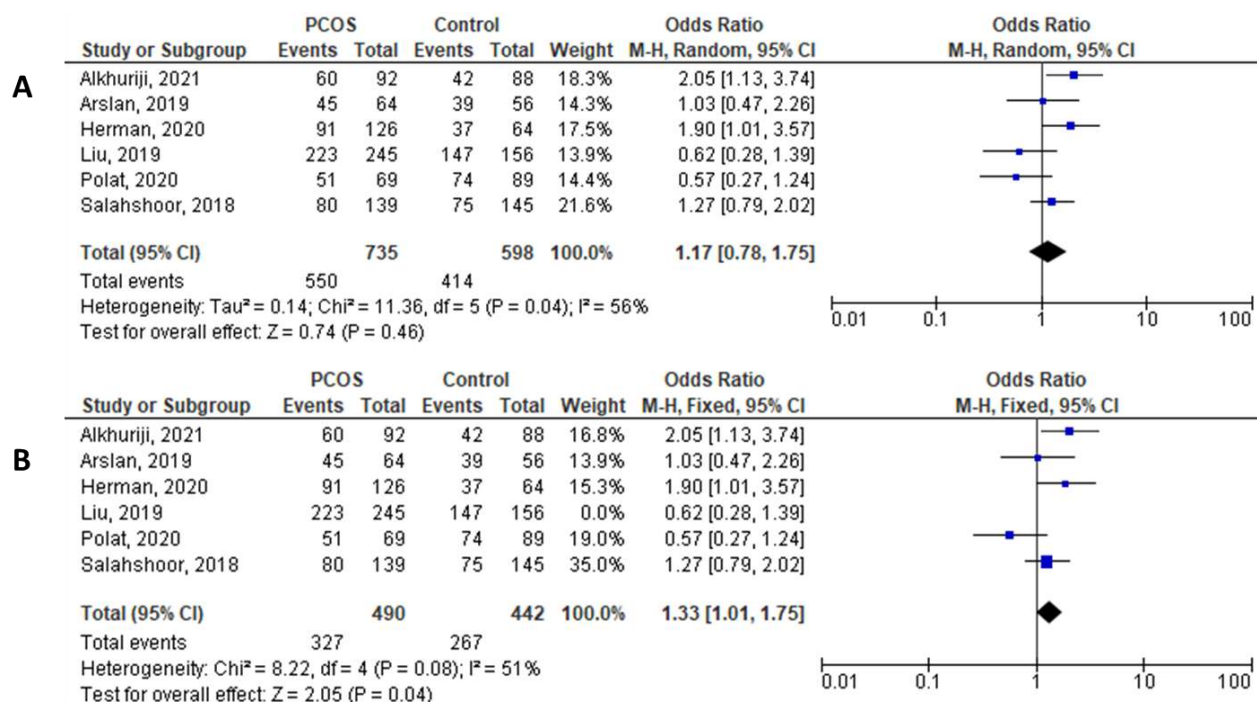 PCOS Control Odds Ratio Odds Ratio
Study or Subgroup Events Total Events Total Weight M-H, Random, 95% CI M-H, Random, 95% CI
A
Alkhuriji, 2021 60 92 42 88 18.3% 2.05 [1.13, 3.74]
Arslan, 2019 45 64 39 56 14.3% 1.03 [0.47, 2.26]
Herman, 2020 91 126 37 64 17.5% 1.90 [1.01, 3.57]
Liu, 2019 223 245 147 156 13.9% 0.62 [0.28, 1.39]
Polat, 2020 51 69 74 89 14.4% 0.57 [0.27, 1.24]
Salahshoor, 2018 80 139 75 145 21.6% 1.27 [0.79, 2.02]
Total (95% CI) 735 598 100.0% 1.17 [0.78, 1.75]
Total events 550 414
Heterogeneity: Tau² = 0.14; Chi² = 11.36, df = 5 (P = 0.04); I² = 56%
Test for overall effect: Z = 0.74 (P = 0.46)
0.01 0.1 1 10 100
PCOS Control Odds Ratio Odds Ratio
Study or Subgroup Events Total Events Total Weight M-H, Fixed, 95% CI M-H, Fixed, 95% CI
B
Alkhuriji, 2021 60 92 42 88 16.8% 2.05 [1.13, 3.74]
Arslan, 2019 45 64 39 56 13.9% 1.03 [0.47, 2.26]
Herman, 2020 91 126 37 64 15.3% 1.90 [1.01, 3.57]
Liu, 2019 223 245 147 156 0.0% 0.62 [0.28, 1.39]
Polat, 2020 51 69 74 89 19.0% 0.57 [0.27, 1.24]
Salahshoor, 2018 80 139 75 145 35.0% 1.27 [0.79, 2.02]
Total (95% CI) 490 442 100.0% 1.33 [1.01, 1.75]
Total events 327 267
Heterogeneity: Chi² = 8.22, df = 4 (P = 0.08); I² = 51%
Test for overall effect: Z = 2.05 (P = 0.04)
0.01 0.1 1 10 100